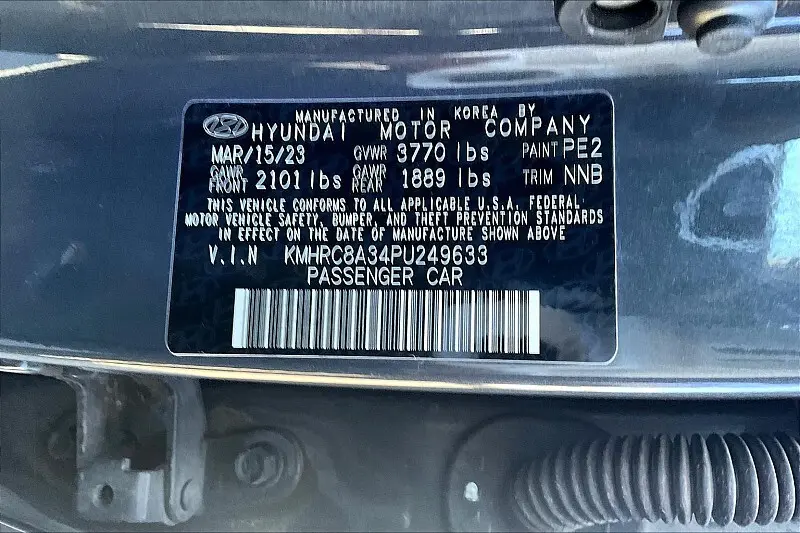 MANUFACTURED IN KOREA BY
HYUNDAI MOTOR COMPANY
MAR/15/23 GVWR 3770 lbs PAINT PE2
GAWR FRONT 2101 lbs GAWR REAR 1889 lbs TRIM NNB
THIS VEHICLE CONFORMS TO ALL APPLICABLE U.S.A. FEDERAL
MOTOR VEHICLE SAFETY, BUMPER, AND THEFT PREVENTION STANDARDS
IN EFFECT ON THE DATE OF MANUFACTURE SHOWN ABOVE
V.I.N KMHRC8A34PU249633
PASSENGER CAR